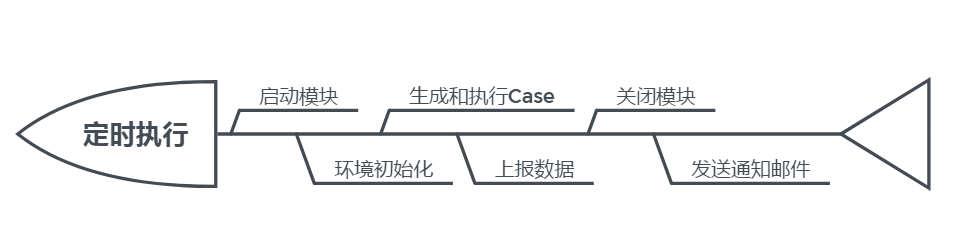 定时执行
启动模块
环境初始化
生成和执行Case
上报数据
关闭模块
发送通知邮件